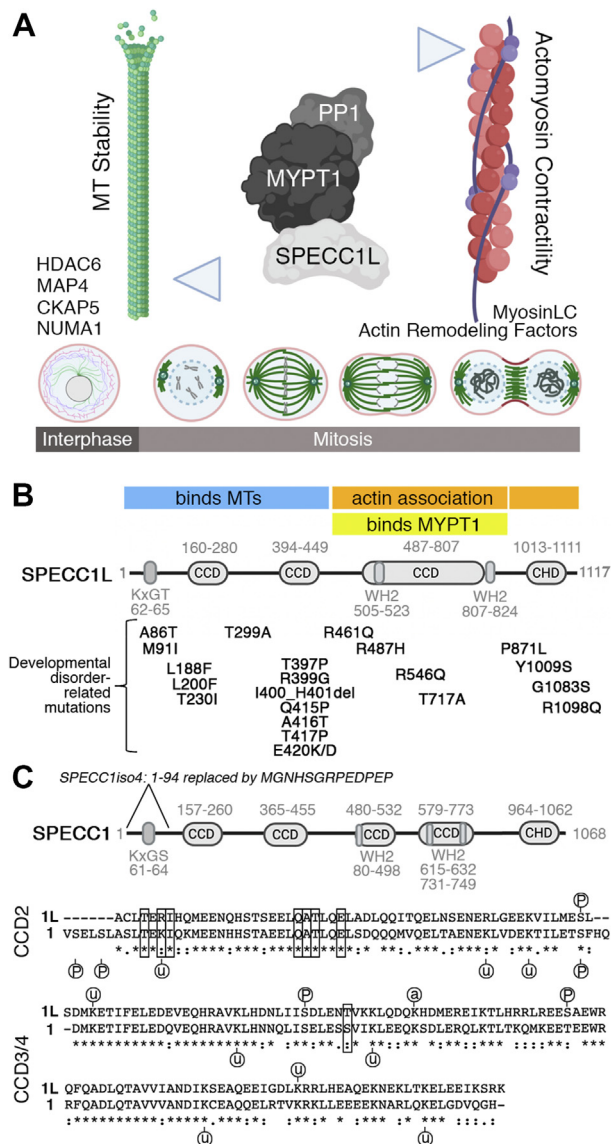 A
MT Stability
PP1
MYPT1
SPECC1L
Actomyosin Contractility
HDAC6
MAP4
CKAP5
NUMA1
MyosinLC
Actin Remodeling Factors
Interphase
Mitosis
B
binds MTs
actin association
binds MYPT1
160-280
394-449
487-807
1013-1111
SPECC1L
1
CCD
CCD
CCD
CHD
1117
KxGT
62-65
WH2
505-523
WH2
807-824
Developmental
disorder-
related
mutations
A86T
T299A
R461Q
M91I
R487H
P871L
L188F
T397P
Y1009S
L200F
R399G
R546Q
T230I
I400_H401del
G1083S
Q415P
T717A
A416T
R1098Q
T417P
E420K/D
C
SPECC1iso4: 1-94 replaced by MGNHSGRPEDPEP
157-260
365-455
480-532
579-773
964-1062
SPECC1
1
CCD
CCD
CCD
CCD
CHD
1068
KxGS
61-64
WH2
80-498
WH2
615-632
731-749
CCD2
P
1L ------ACLTERIHQMEENQHSTSEELQATLQELADLQQITQELNSENERLGEEKVILMESL--
1 VSELSLASLTEKIQKMEENHHSTAEELQATLQELSDQQQMVQELTAENEKLVDEKTILETSFHQ
P P u u u P
CCD3/4
u P a P
1L SDMKETIFELEDEVEQHRAVKLHDNLIISDLENTVKKLQDQKHDMEREIKTLHRRLREESAEWR
1 -DMKETIFELEDQVEQHRAVKLHNNQLISELESSVIKLEEQKSDLERQLKTLTKQMKEETEEWR
u u
u
1L QFQADLQTAVVIANDIKSEAQEEIGDLKRRLHEAQEKNEKLTKELEEIKSRK
1 RFQADLQTAVVVANDIKCEAQQELRTVKRKLLEEEEKNARLQKELGDVQGH-
u u